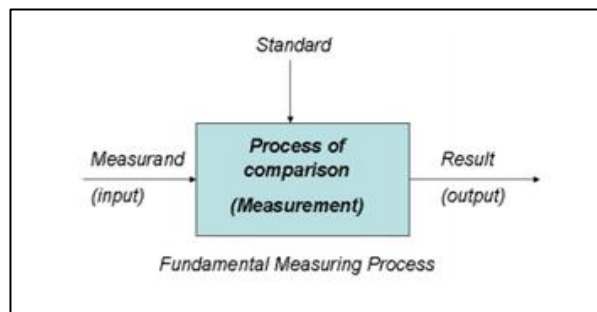 Standard
Measurand
(input)
Process of
comparison
(Measurement)
Result
(output)
Fundamental Measuring Process